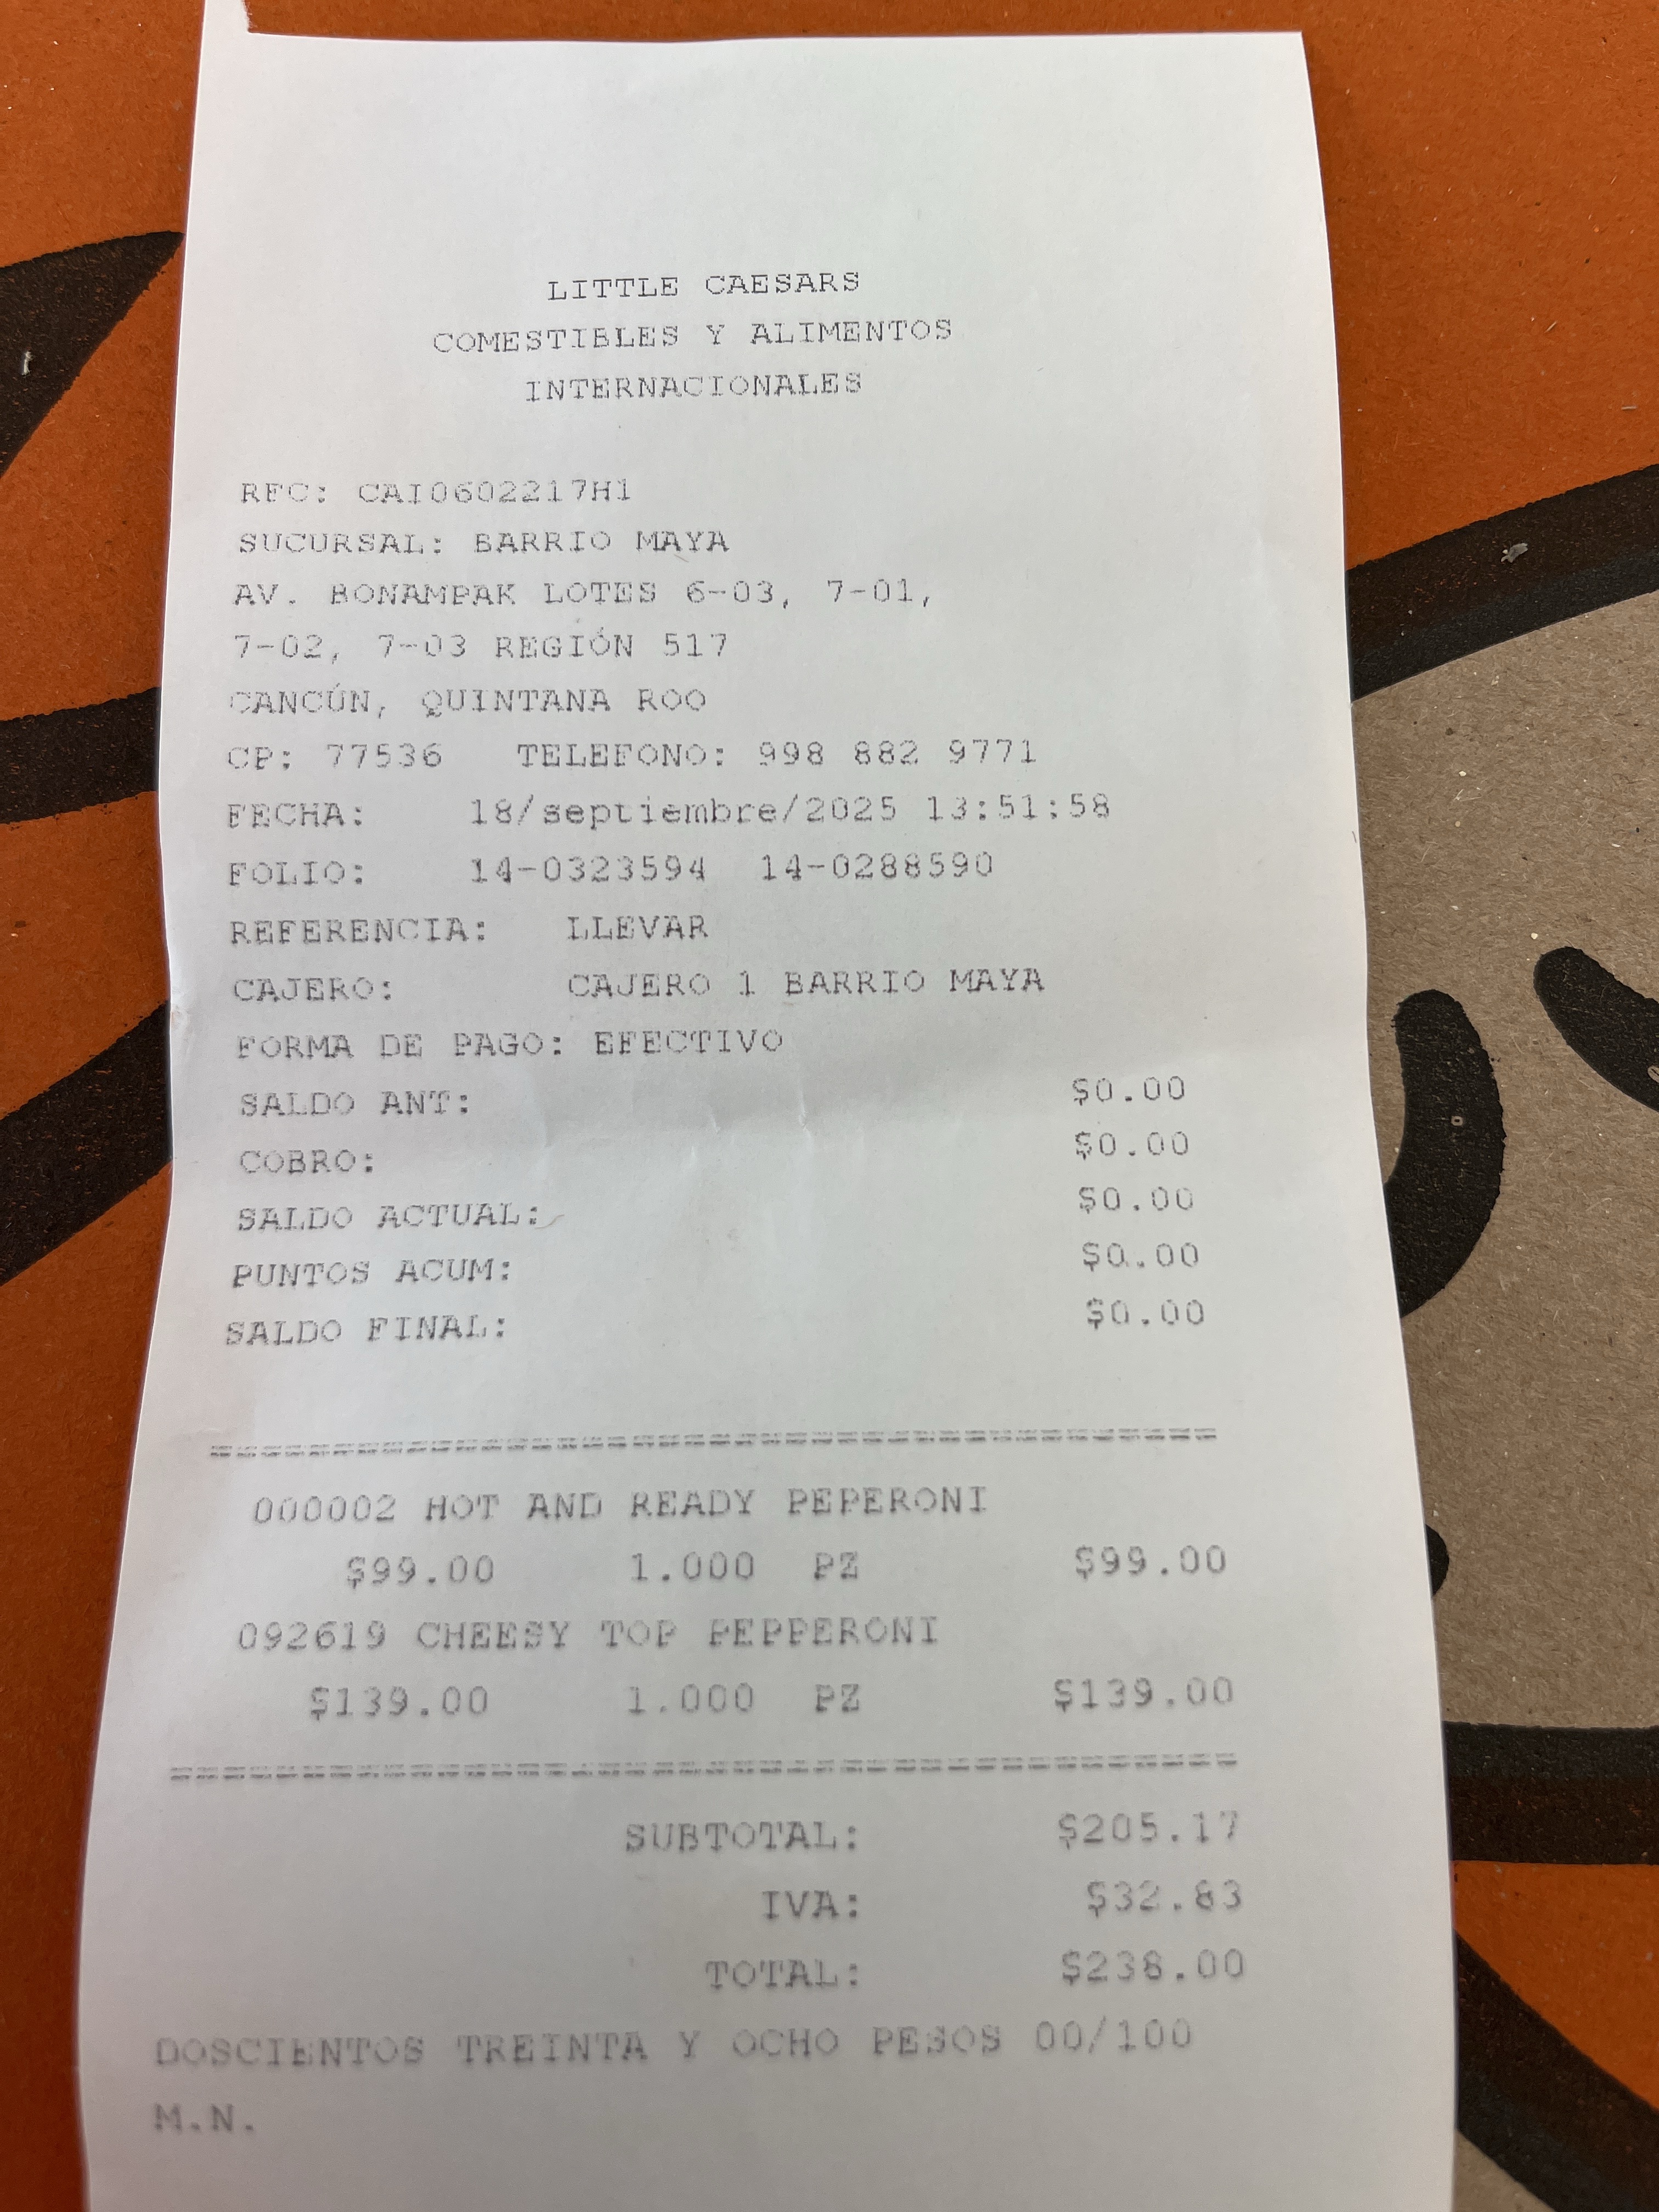 LITTLE CAESARS
COMESTIBLES Y ALIMENTOS
INTERNACIONALES
RFC: CAI0602217H1
SUCURSAL: BARRIO MAYA
AV. BONAMPAK LOTES 6-03, 7-01,
7-02, 7-03 REGIÓN 517
CANCÚN, QUINTANA ROO
CP: 77536 TELEFONO: 998 882 9771
FECHA: 18/septiembre/2025 13:51:58
FOLIO: 14-0323594 14-0288590
REFERENCIA: LLEVAR
CAJERO: CAJERO 1 BARRIO MAYA
FORMA DE PAGO: EFECTIVO
SALDO ANT: $0.00
COBRO: $0.00
SALDO ACTUAL: $0.00
PUNTOS ACUM: $0.00
SALDO FINAL: $0.00
000002 HOT AND READY PEPERONI
$99.00 1.000 PZ $99.00
092619 CHEESY TOP PEPPERONI
$139.00 1.000 PZ $139.00
SUBTOTAL: $205.17
IVA: $32.83
TOTAL: $238.00
DOSCIENTOS TREINTA Y OCHO PESOS 00/100
M.N.